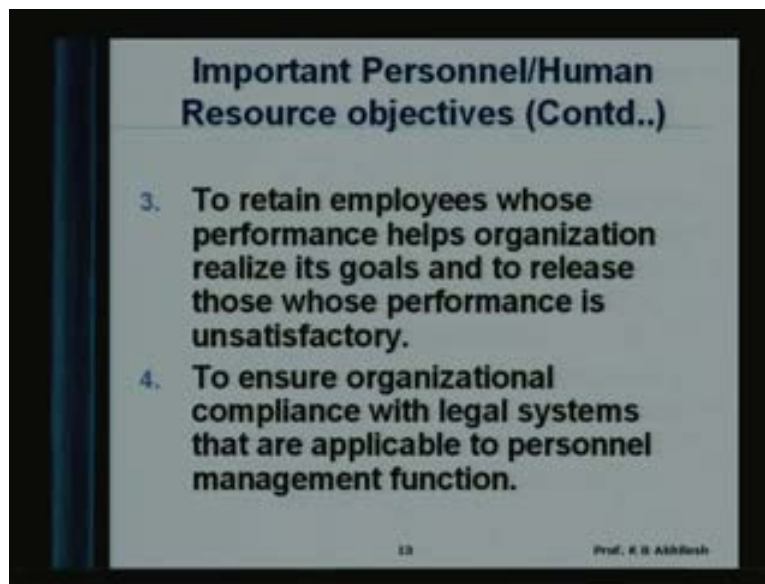 Important Personnel/Human
Resource objectives (Contd..)
3. To retain employees whose
performance helps organization
realize its goals and to release
those whose performance is
unsatisfactory.
4. To ensure organizational
compliance with legal systems
that are applicable to personnel
management function.
13
Prof. K B Akhilesh